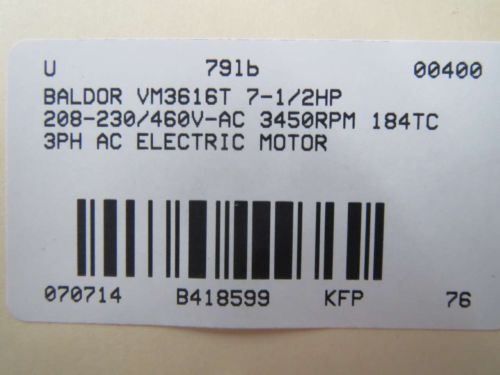 U 79lb 00400
BALDOR VM3616T 7-1/2HP
208-230/460V-AC 3450RPM 184TC
3PH AC ELECTRIC MOTOR
070714 B418599 KFP 76